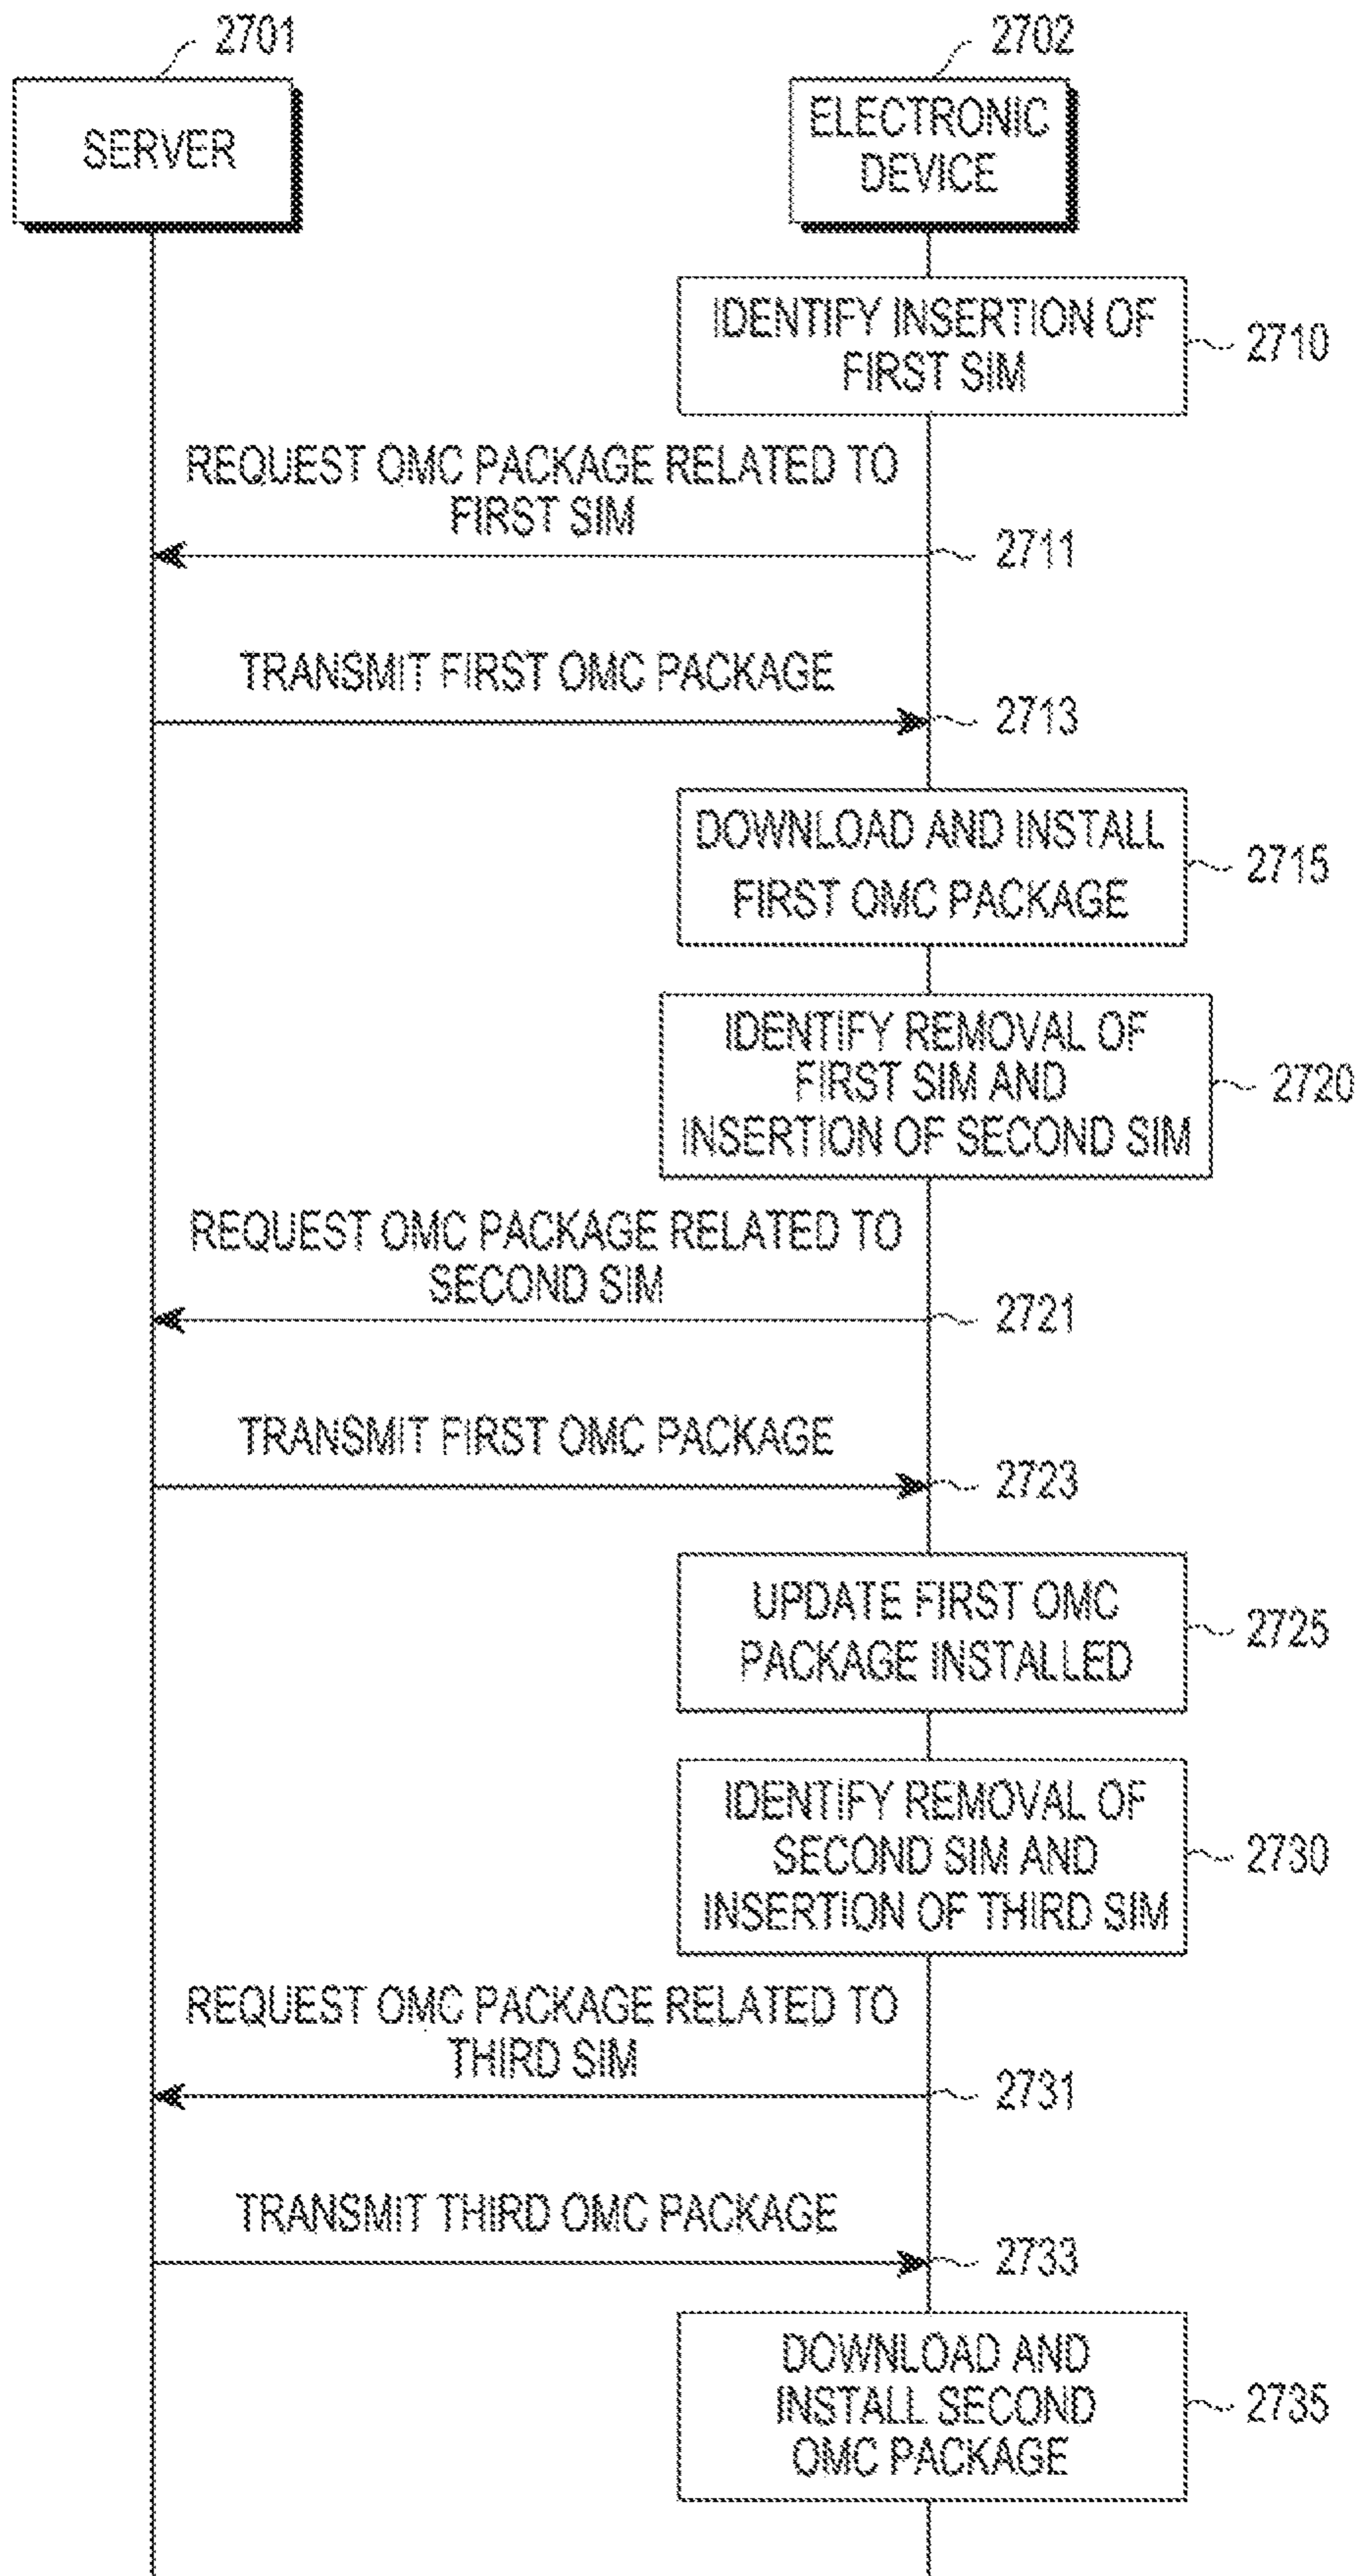 2701
2702
SERVER
ELECTRONIC
DEVICE
IDENTIFY INSERTION OF
FIRST SIM
2710
REQUEST OMC PACKAGE RELATED TO
FIRST SIM
2711
TRANSMIT FIRST OMC PACKAGE
2713
DOWNLOAD AND INSTALL
FIRST OMC PACKAGE
2715
IDENTIFY REMOVAL OF
FIRST SIM AND
INSERTION OF SECOND SIM
2720
REQUEST OMC PACKAGE RELATED TO
SECOND SIM
2721
TRANSMIT FIRST OMC PACKAGE
2723
UPDATE FIRST OMC
PACKAGE INSTALLED
2725
IDENTIFY REMOVAL OF
SECOND SIM AND
INSERTION OF THIRD SIM
2730
REQUEST OMC PACKAGE RELATED TO
THIRD SIM
2731
TRANSMIT THIRD OMC PACKAGE
2733
DOWNLOAD AND
INSTALL SECOND
OMC PACKAGE
2735